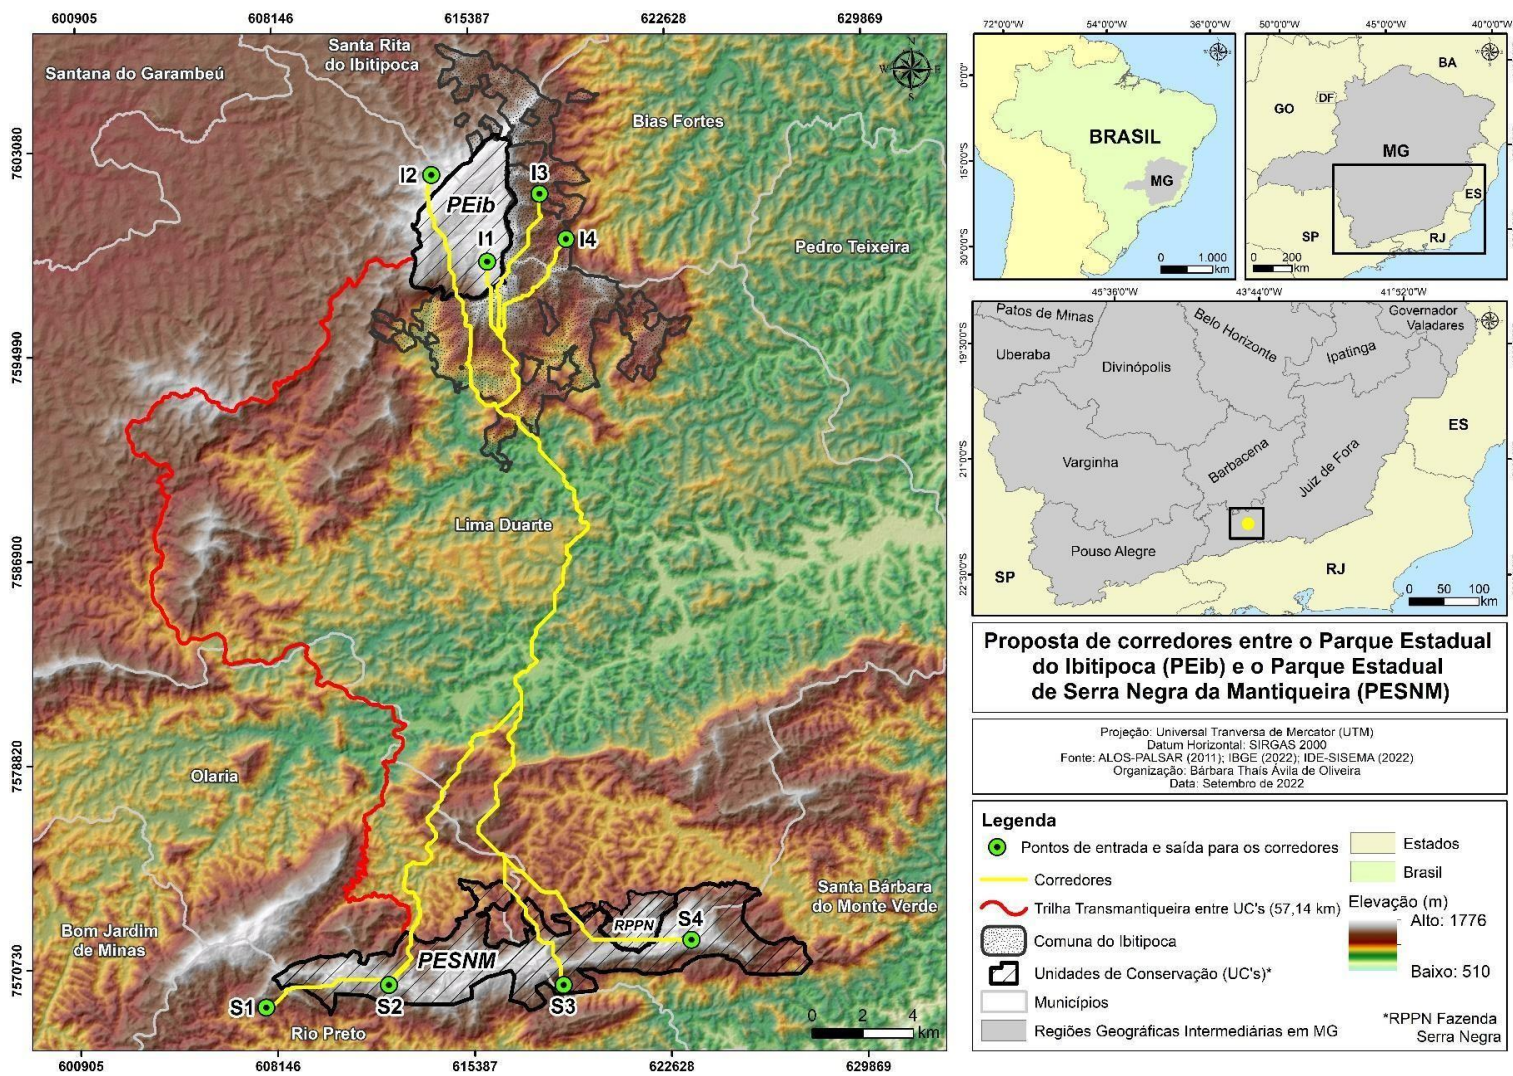 600905
608146
615387
622628
629869
7603080
7594990
7586900
7578820
7570730
N
W
E
S
Santa Rita
do Ibitipoca
Santana do Garambeú
Bias Fortes
I2
I3
PEib
I1
I4
Pedro Teixeira
Lima Duarte
Olaria
Santa Bárbara
do Monte Verde
Bom Jardim
de Minas
RPPN
S4
PESNM
S1
S2
S3
Rio Preto
0 2 4
km
600905
608146
615387
622628
629869
72°0'0"W
54°0'0"W
36°0'0"W
0°0'0"
15°0'0"S
30°0'0"S
BRASIL
MG
0 1.000
km
50°0'0"W
45°0'0"W
40°0'0"W
BA
GO
DF
MG
ES
SP
RJ
0 200
km
45°36'0"W
43°44'0"W
41°52'0"W
19°30'0"S
21°0'0"S
22°30'0"S
Patos de Minas
Belo Horizonte
Governador
Valadares
Uberaba
Ipatinga
Divinópolis
ES
Varginha
Barbacena
Juiz de Fora
Pouso Alegre
SP
RJ
0 50 100
km
Proposta de corredores entre o Parque Estadual
do Ibitipoca (PEib) e o Parque Estadual
de Serra Negra da Mantiqueira (PESNM)
Projeção: Universal Tranversa de Mercator (UTM)
Datum Horizontal: SIRGAS 2000
Fonte: ALOS-PALSAR (2011); IBGE (2022); IDE-SISEMA (2022)
Organização: Bárbara Thaís Ávila de Oliveira
Data: Setembro de 2022
Legenda
Pontos de entrada e saída para os corredores
Corredores
Trilha Transmantiqueira entre UC's (57,14 km)
Comuna do Ibitipoca
Unidades de Conservação (UC's)*
Municípios
Regiões Geográficas Intermediárias em MG
Estados
Brasil
Elevação (m)
Alto: 1776
Baixo: 510
*RPPN Fazenda
Serra Negra